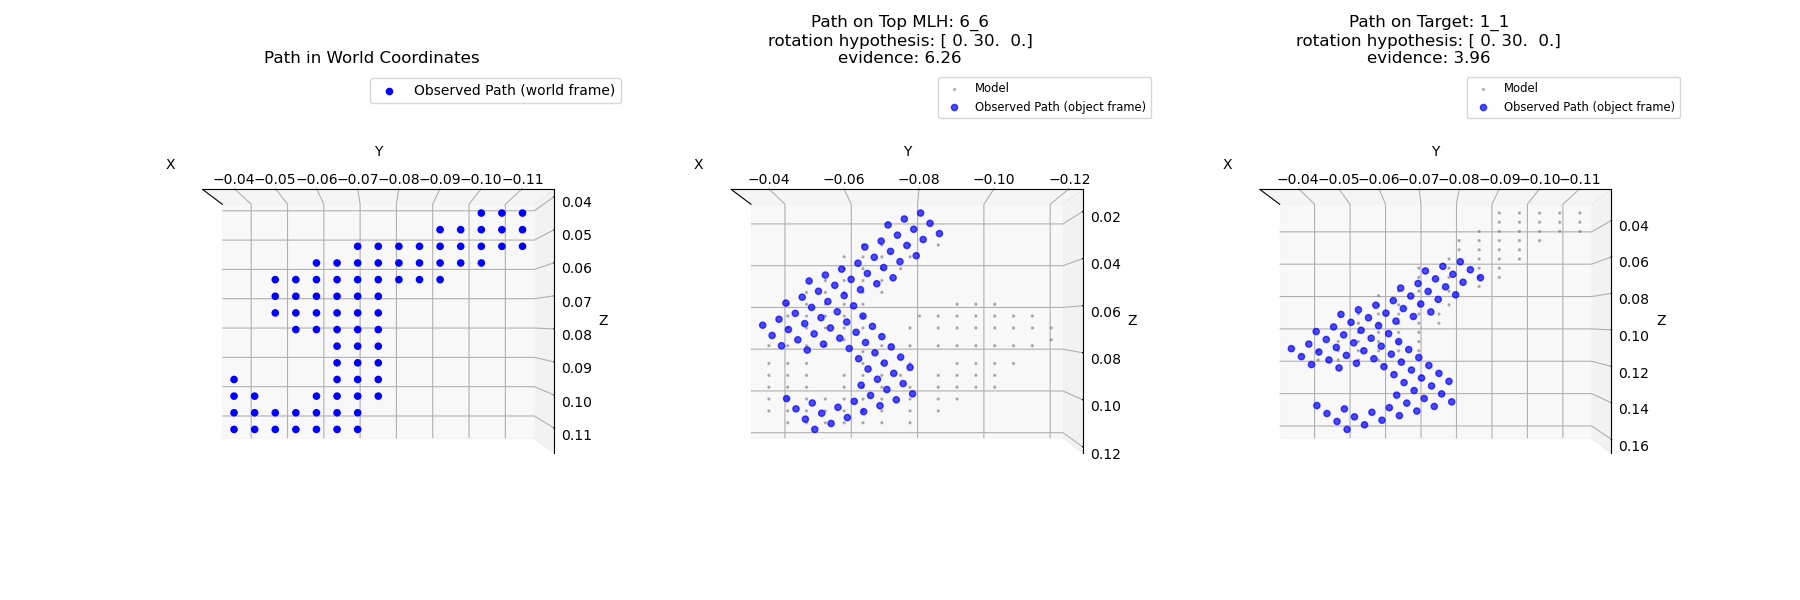 Path in World Coordinates
Observed Path (world frame)
X
Y
−0.04 −0.05 −0.06 −0.07 −0.08 −0.09 −0.10 −0.11
0.04
0.05
0.06
0.07
Z
0.08
0.09
0.10
0.11
Path on Top MLH: 6_6
rotation hypothesis: [ 0. 30.  0.]
evidence: 6.26
Model
Observed Path (object frame)
X
Y
−0.04 −0.06 −0.08 −0.10 −0.12
0.02
0.04
0.06
Z
0.08
0.10
0.12
Path on Target: 1_1
rotation hypothesis: [ 0. 30.  0.]
evidence: 3.96
Model
Observed Path (object frame)
X
Y
−0.04 −0.05 −0.06 −0.07 −0.08 −0.09 −0.10 −0.11
0.04
0.06
0.08
Z
0.10
0.12
0.14
0.16